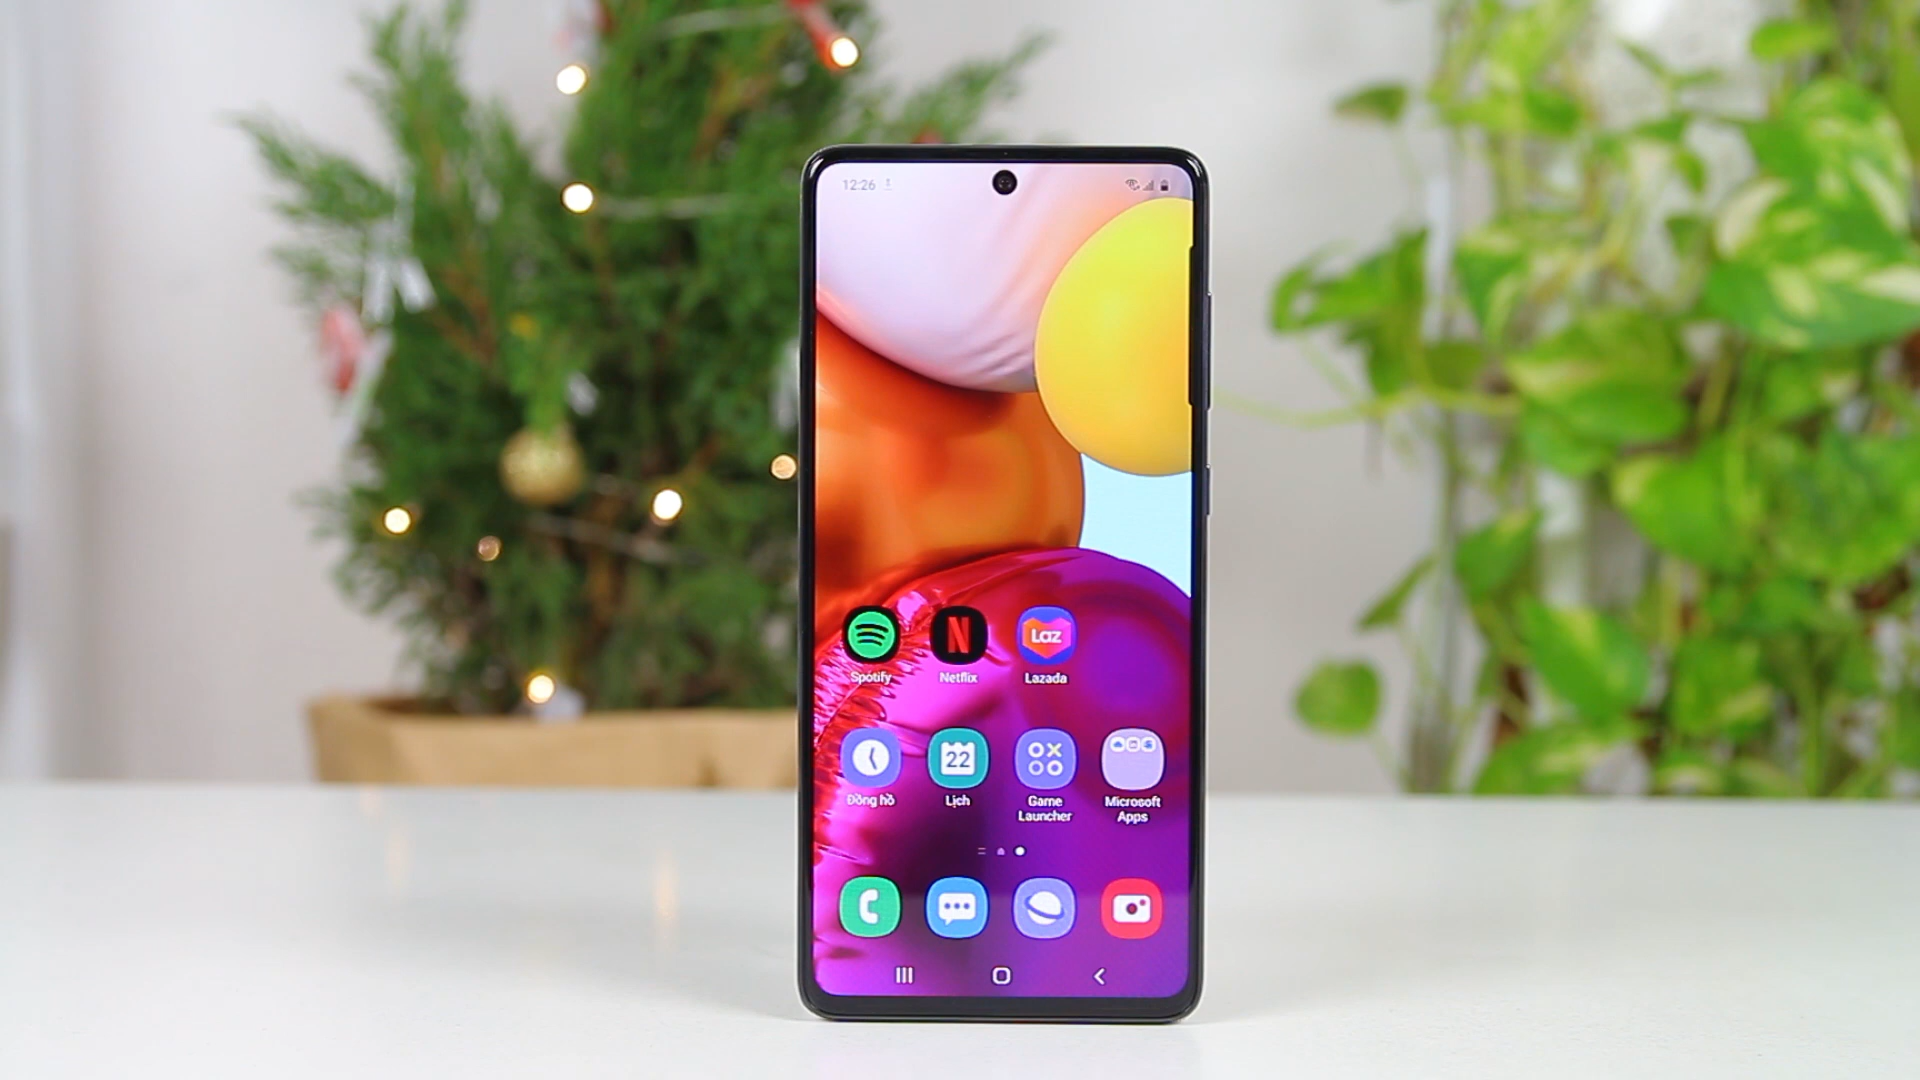 12:26
Spotify
Netflix
Laz
Lazada
22
Đồng hồ
Lịch
Game
Launcher
Microsoft
Apps